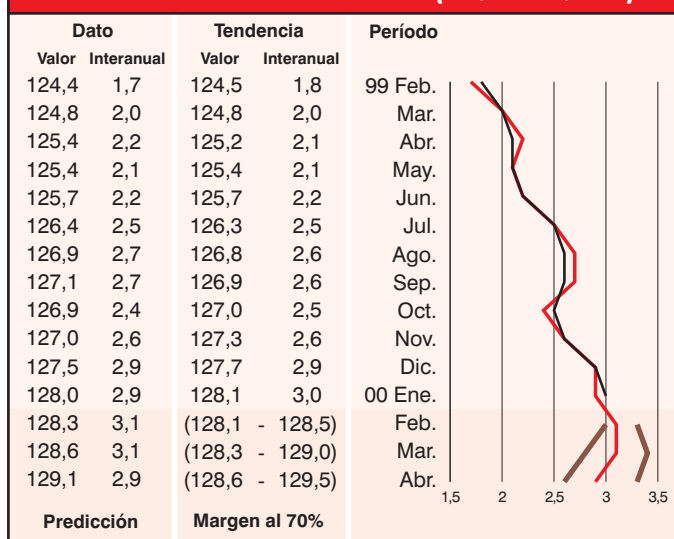 Dato Tendencia Período
Valor Interanual Valor Interanual
124,4 1,7 124,5 1,8 99 Feb.
124,8 2,0 124,8 2,0 Mar.
125,4 2,2 125,2 2,1 Abr.
125,4 2,1 125,4 2,1 May.
125,7 2,2 125,7 2,2 Jun.
126,4 2,5 126,3 2,5 Jul.
126,9 2,7 126,8 2,6 Ago.
127,1 2,7 126,9 2,6 Sep.
126,9 2,4 127,0 2,5 Oct.
127,0 2,6 127,3 2,6 Nov.
127,5 2,9 127,7 2,9 Dic.
128,0 2,9 128,1 3,0 00 Ene.
128,3 3,1 (128,1 - 128,5) Feb.
128,6 3,1 (128,3 - 129,0) Mar.
129,1 2,9 (128,6 - 129,5) Abr.
1,5 2 2,5 3 3,5
Predicción Margen al 70%